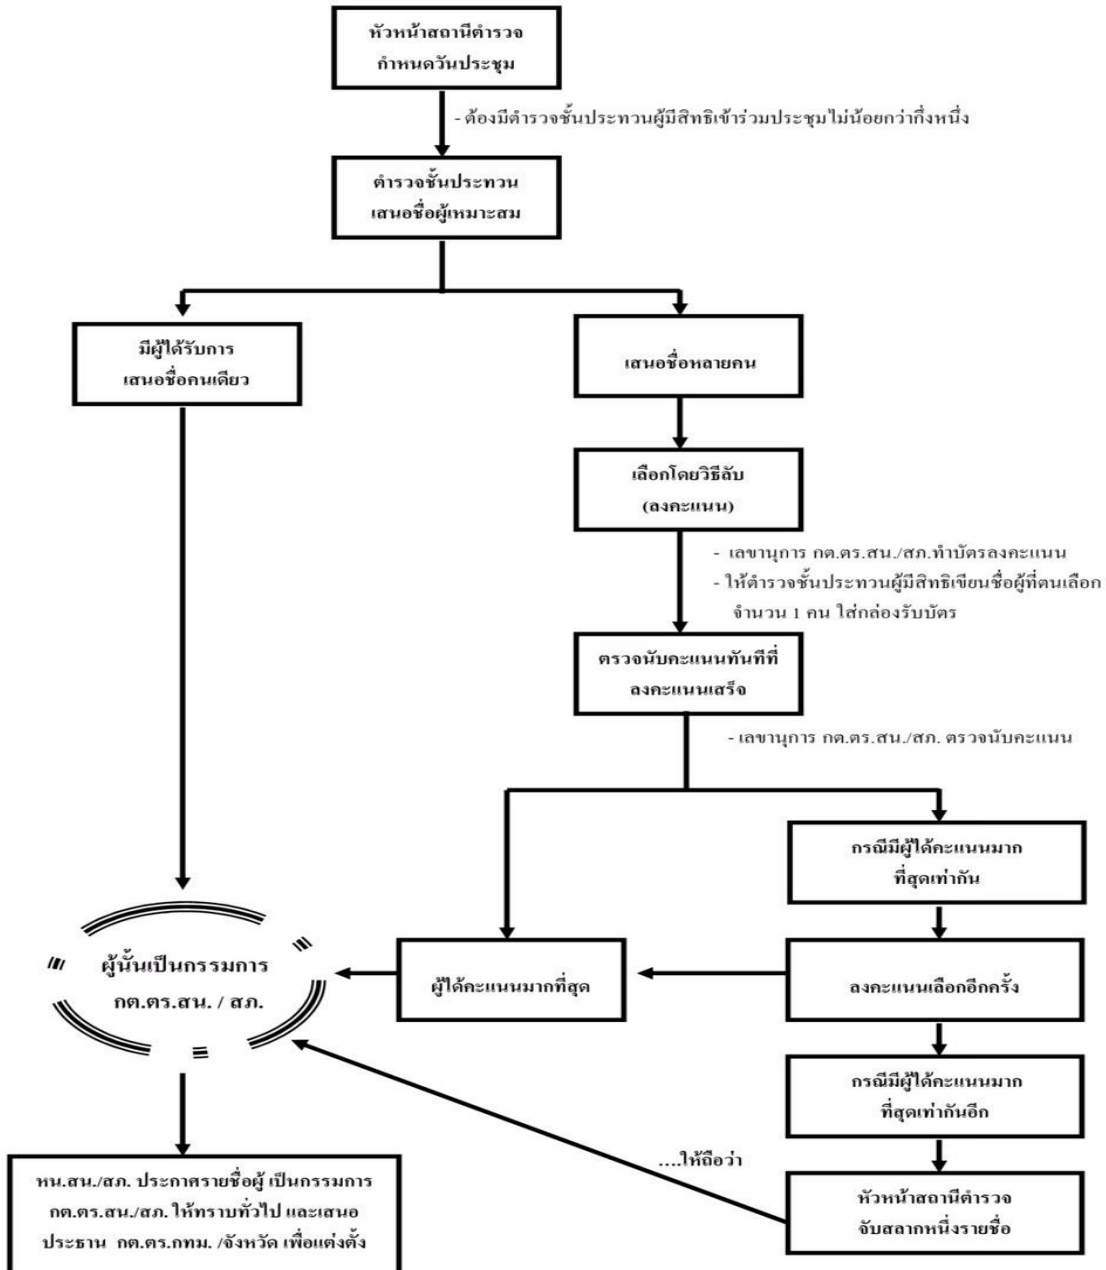 หัวหน้าสถานีตำรวจ
กำหนดวันประชุม
- ต้องมีตำรวจชั้นประทวนผู้มีสิทธิเข้าร่วมประชุมไม่น้อยกว่ากึ่งหนึ่ง
ตำรวจชั้นประทวน
เสนอชื่อผู้เหมาะสม
มีผู้ได้รับการ
เสนอชื่อคนเดียว
เสนอชื่อหลายคน
เลือกโดยวิธีลับ
(ลงคะแนน)
- เลขานุการ กต.ตร.สน./สภ.ทำบัตรลงคะแนน
- ให้ตำรวจชั้นประทวนผู้มีสิทธิเขียนชื่อผู้ที่ตนเลือก
จำนวน 1 คน ใส่กล่องรับบัตร
ตรวจนับคะแนนทันทีที่
ลงคะแนนเสร็จ
- เลขานุการ กต.ตร.สน./สภ. ตรวจนับคะแนน
กรณีมีผู้ได้คะแนนมาก
ที่สุดเท่ากัน
ผู้นั้นเป็นกรรมการ
กต.ตร.สน. / สภ.
ผู้ได้คะแนนมากที่สุด
ลงคะแนนเลือกอีกครั้ง
กรณีมีผู้ได้คะแนนมาก
ที่สุดเท่ากันอีก
....ให้ถือว่า
หัวหน้าสถานีตำรวจ
จับสลากหนึ่งรายชื่อ
หน.สน./สภ. ประกาศรายชื่อผู้ เป็นกรรมการ
กต.ตร.สน./สภ. ให้ทราบทั่วไป และเสนอ
ประธาน กต.ตร.กทม. /จังหวัด เพื่อแต่งตั้ง